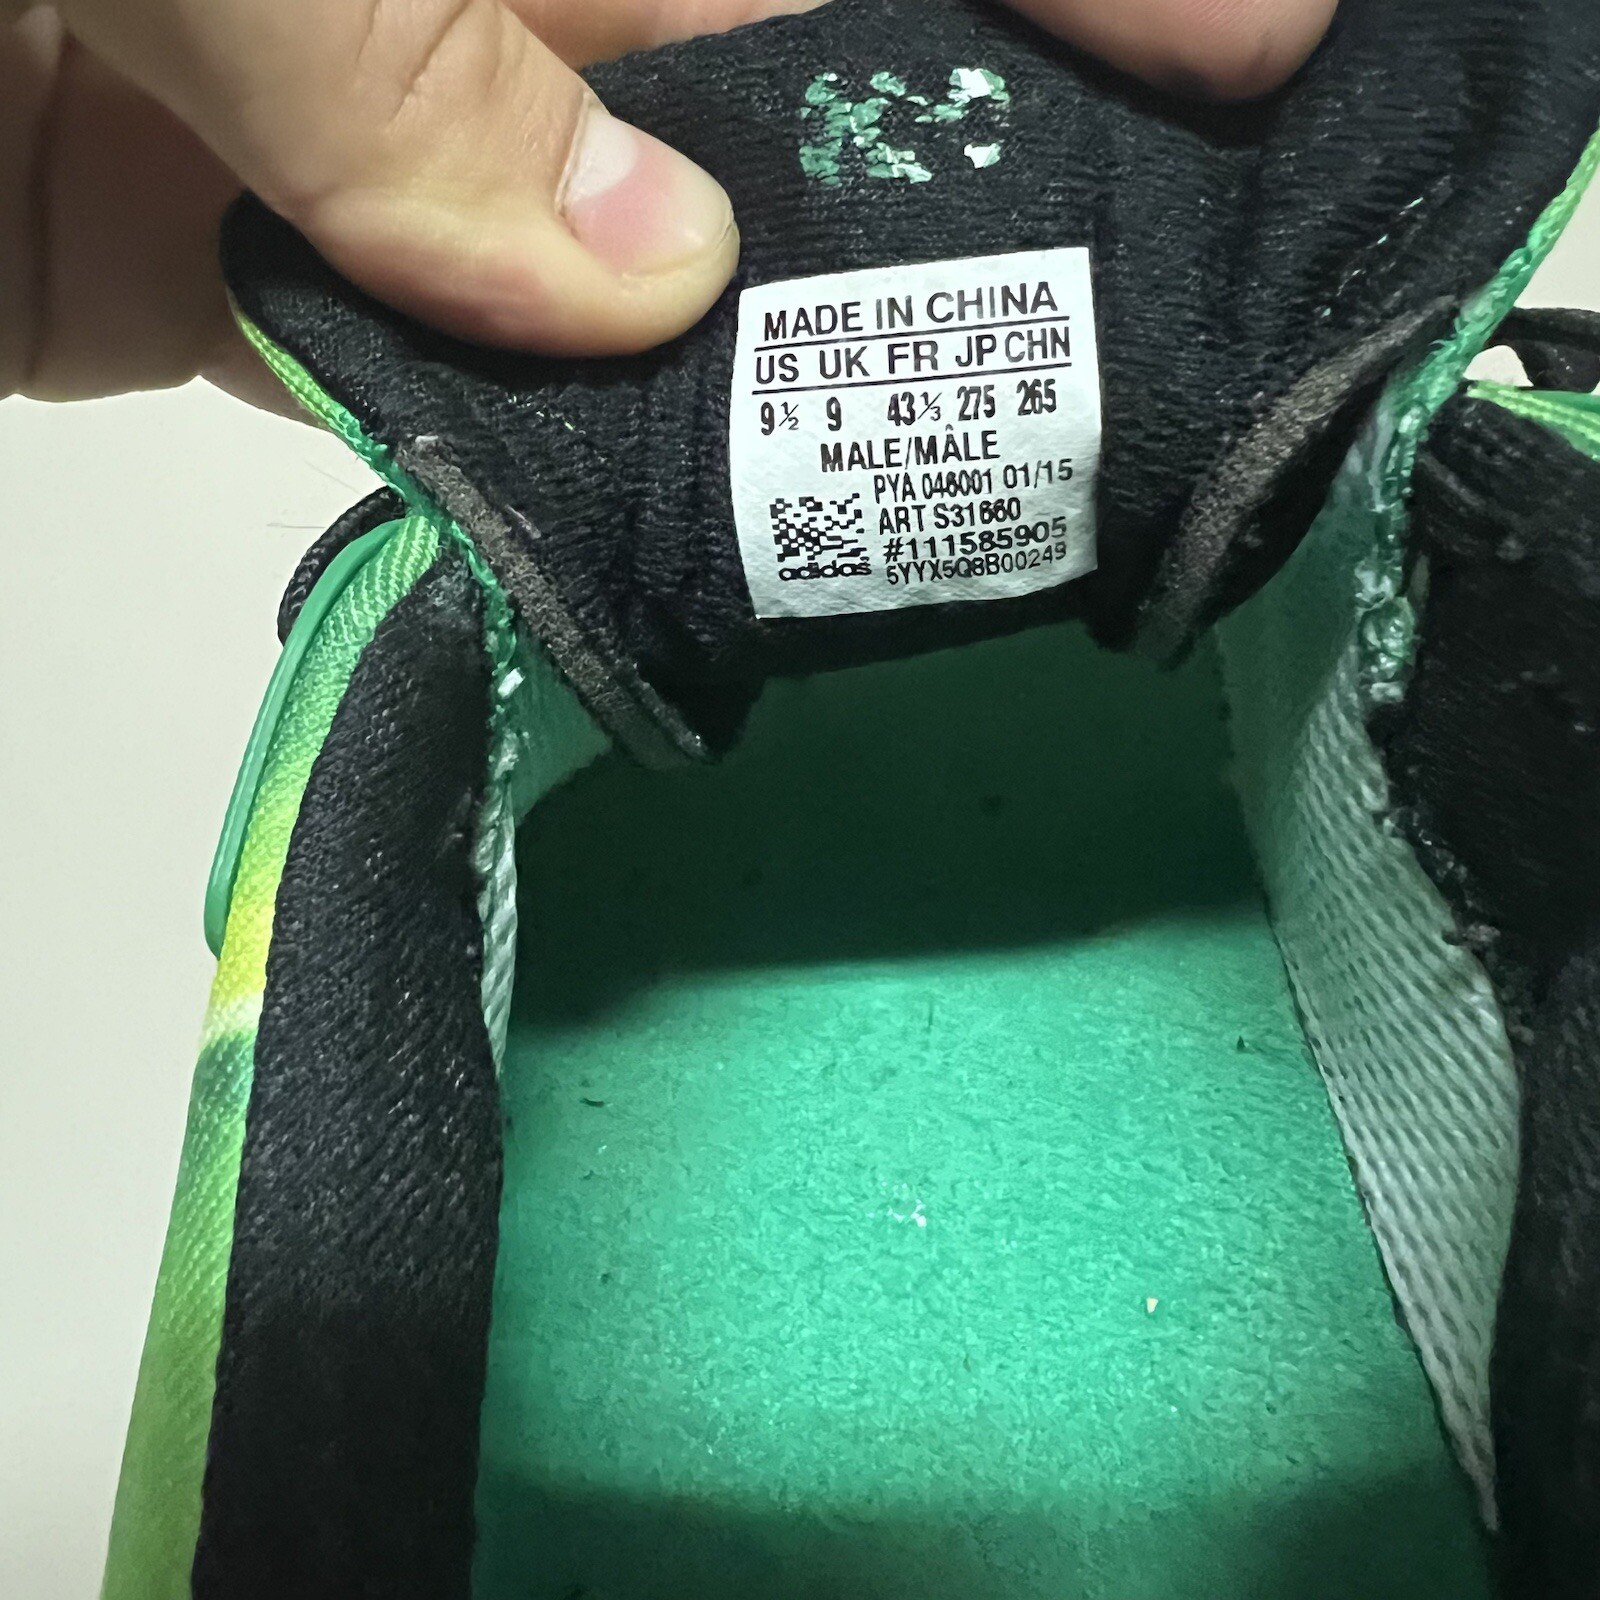 MADE IN CHINA
US UK FR JP CHN
9½ 9 43⅓ 275 265
MALE/MÂLE
PYA 046001 01/15
ART S31660
#111585905
adidas 5YYX5Q8B00249